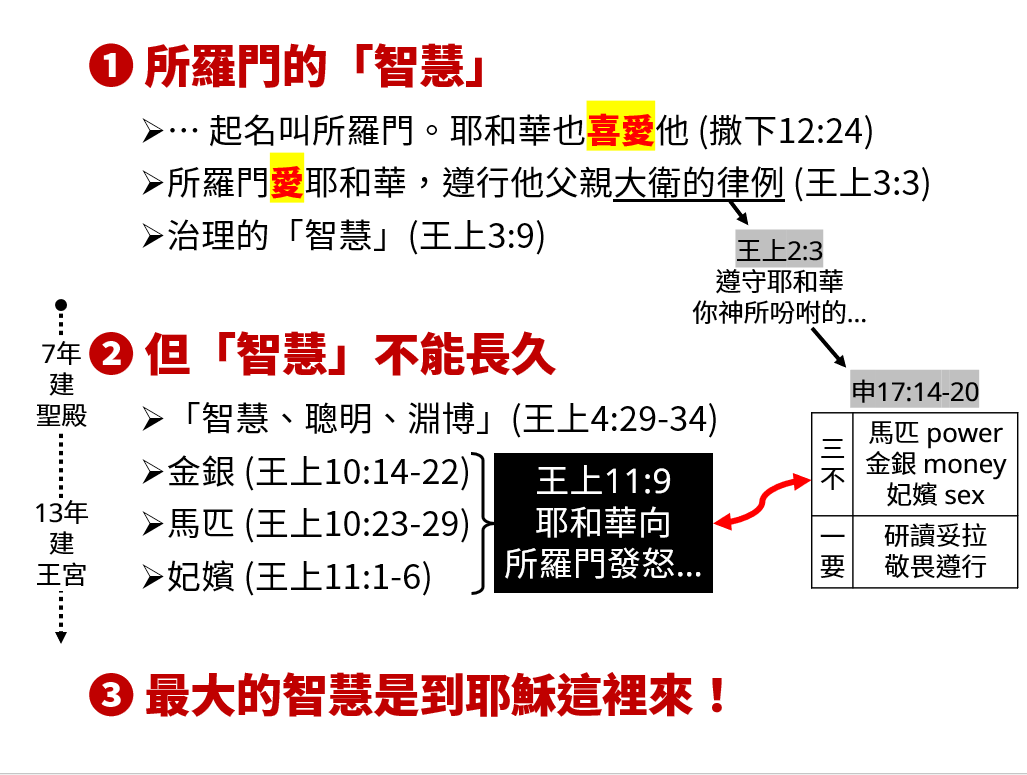 ❶ 所羅門的「智慧」
➢… 起名叫所羅門。耶和華也喜愛他 (撒下12:24)
➢所羅門愛耶和華，遵行他父親大衛的律例 (王上3:3)
➢治理的「智慧」(王上3:9)
王上2:3
遵守耶和華
你神所吩咐的...
7年
建
聖殿
13年
建
王宮
❷ 但「智慧」不能長久
➢「智慧、聰明、淵博」(王上4:29-34)
➢金銀 (王上10:14-22)
➢馬匹 (王上10:23-29)
➢妃嬪 (王上11:1-6)
王上11:9
耶和華向
所羅門發怒...
申17:14-20
三
不
馬匹 power
金銀 money
妃嬪 sex
一
要
研讀妥拉
敬畏遵行
❸ 最大的智慧是到耶穌這裡來！